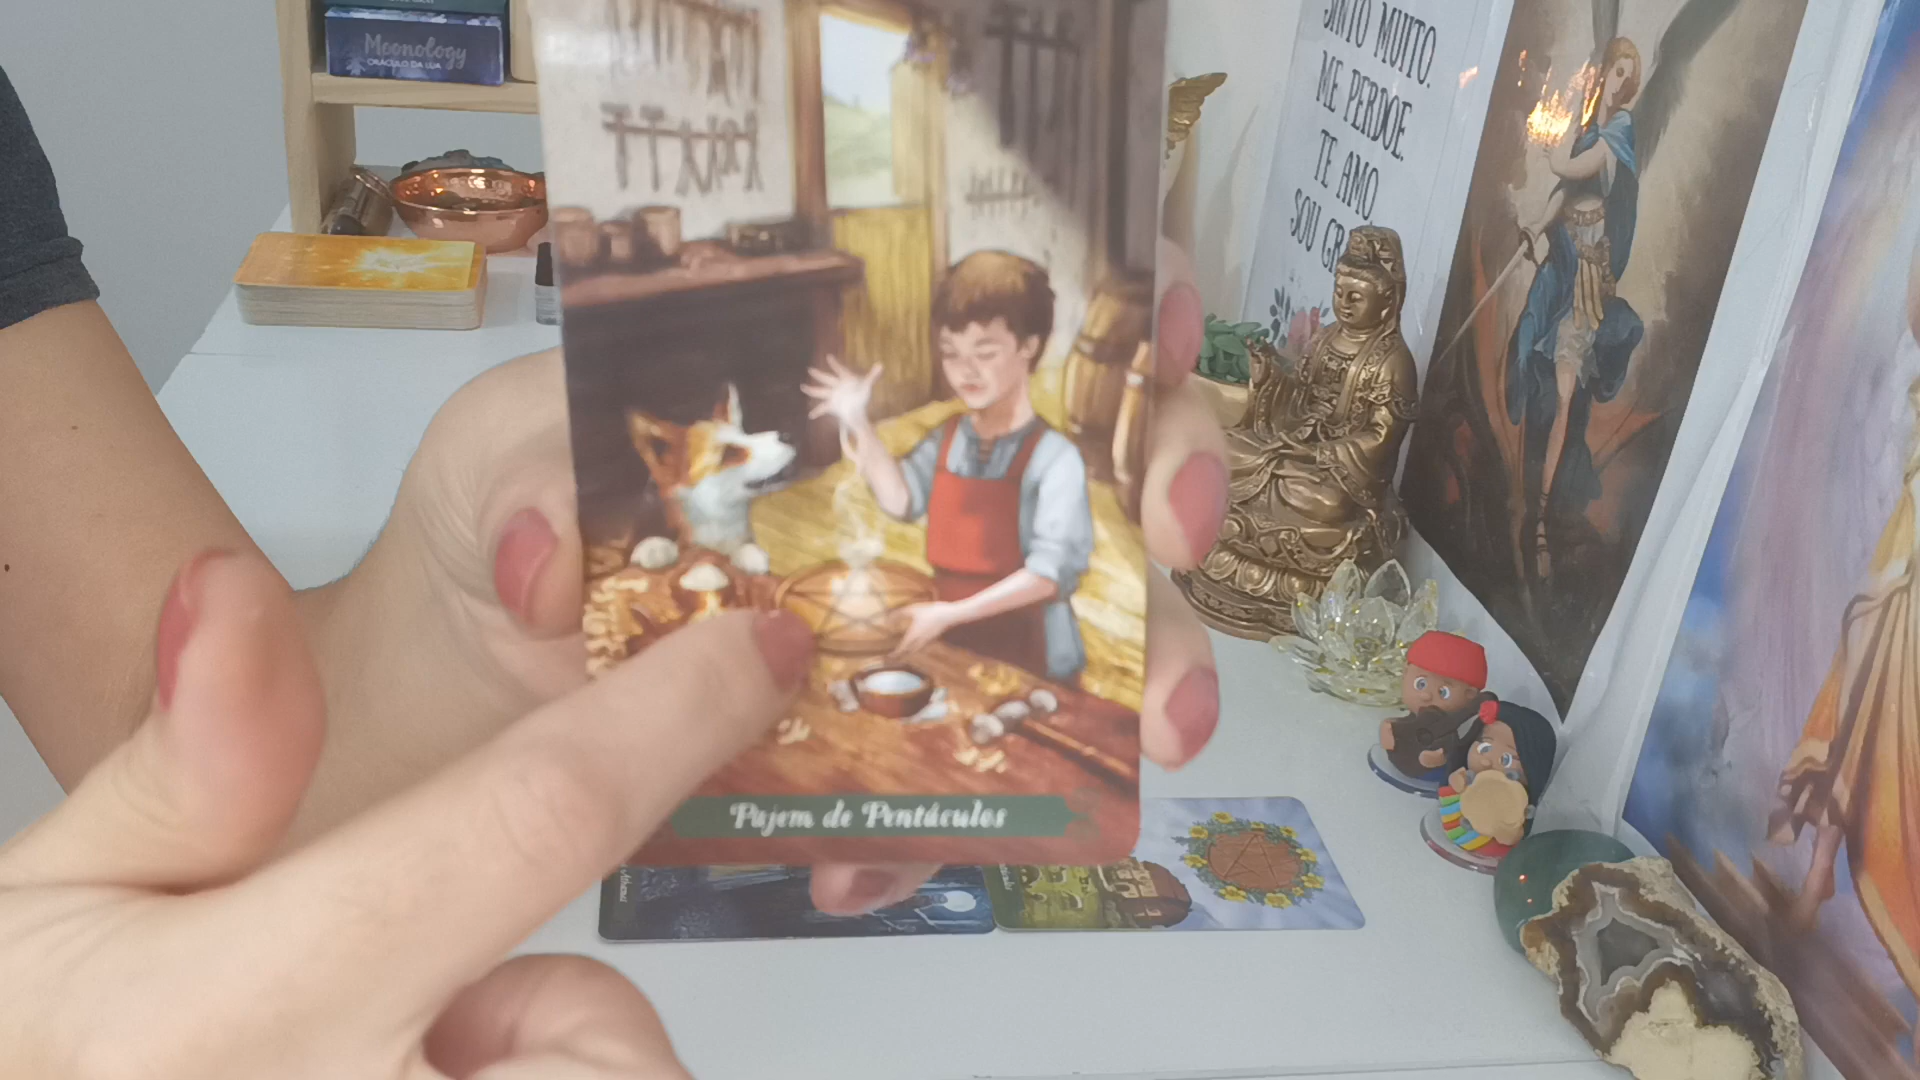 Moonology
ORÁCULO DA LUA
SINTO MUITO.
ME PERDOE.
TE AMO.
SOU GR
Pajem de Pentáculos